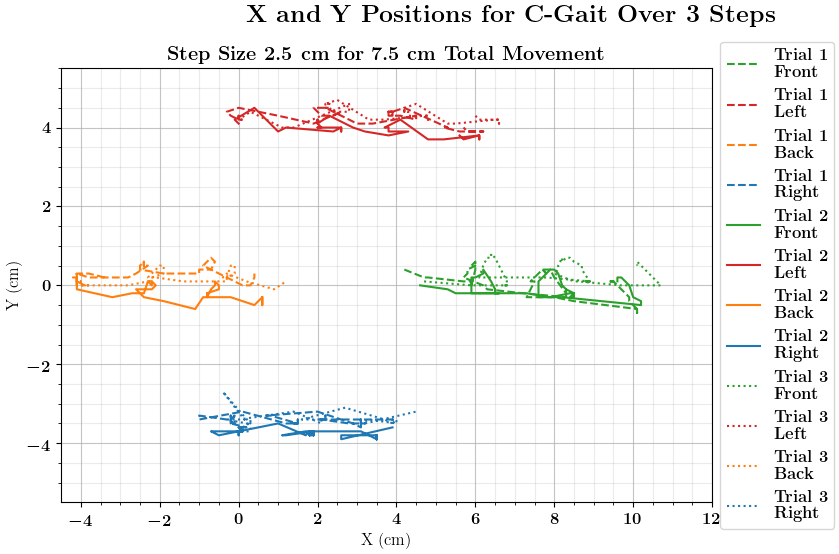 X and Y Positions for C-Gait Over 3 Steps
Step Size 2.5 cm for 7.5 cm Total Movement
Y (cm)
4
2
0
−2
−4
−4 −2 0 2 4 6 8 10 12
X (cm)
Trial 1
Front
Trial 1
Left
Trial 1
Back
Trial 1
Right
Trial 2
Front
Trial 2
Left
Trial 2
Back
Trial 2
Right
Trial 3
Front
Trial 3
Left
Trial 3
Back
Trial 3
Right